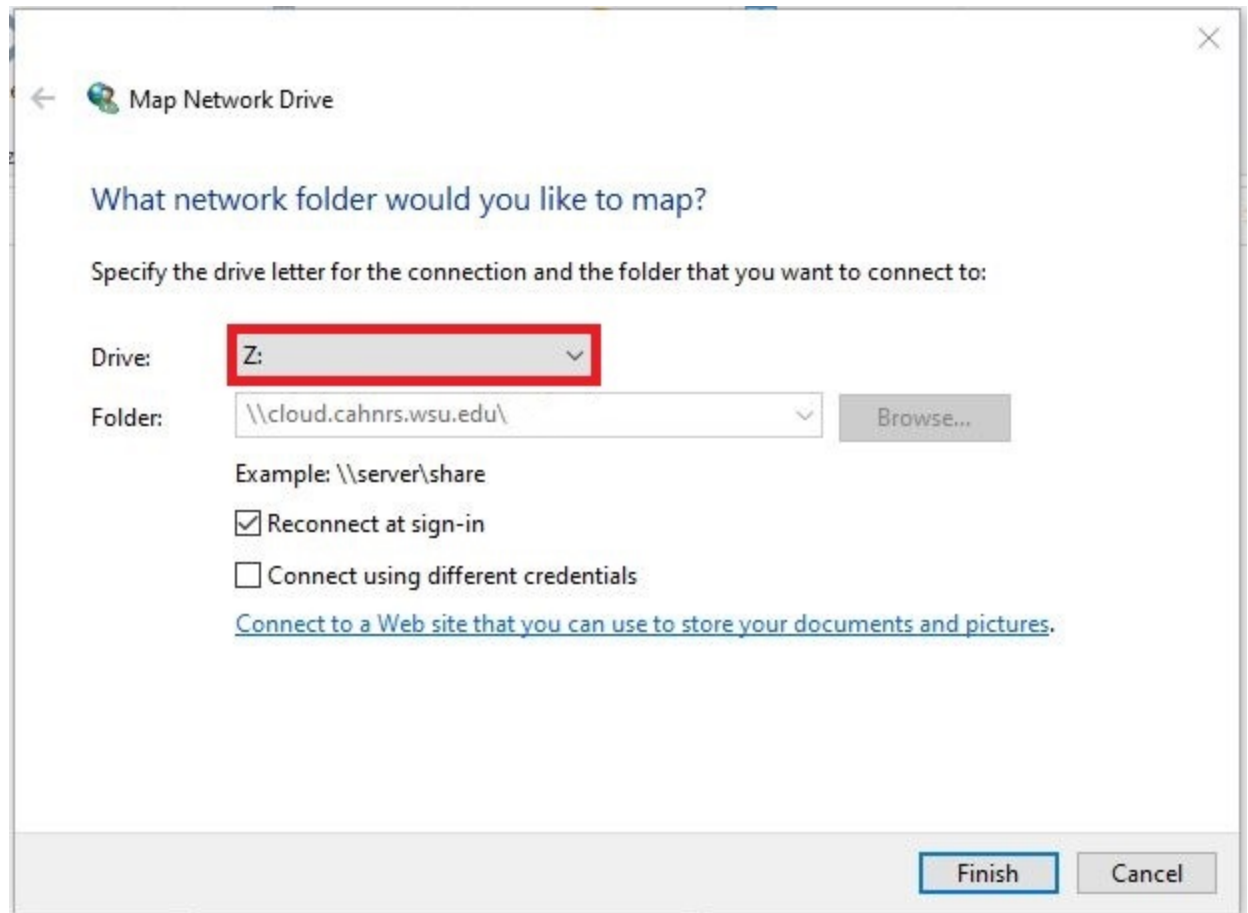 Map Network Drive
What network folder would you like to map?
Specify the drive letter for the connection and the folder that you want to connect to:
Drive: Z:
Folder: \\cloud.cahnrs.wsu.edu\ Browse...
Example: \\server\share
Reconnect at sign-in
Connect using different credentials
Connect to a Web site that you can use to store your documents and pictures.
Finish Cancel